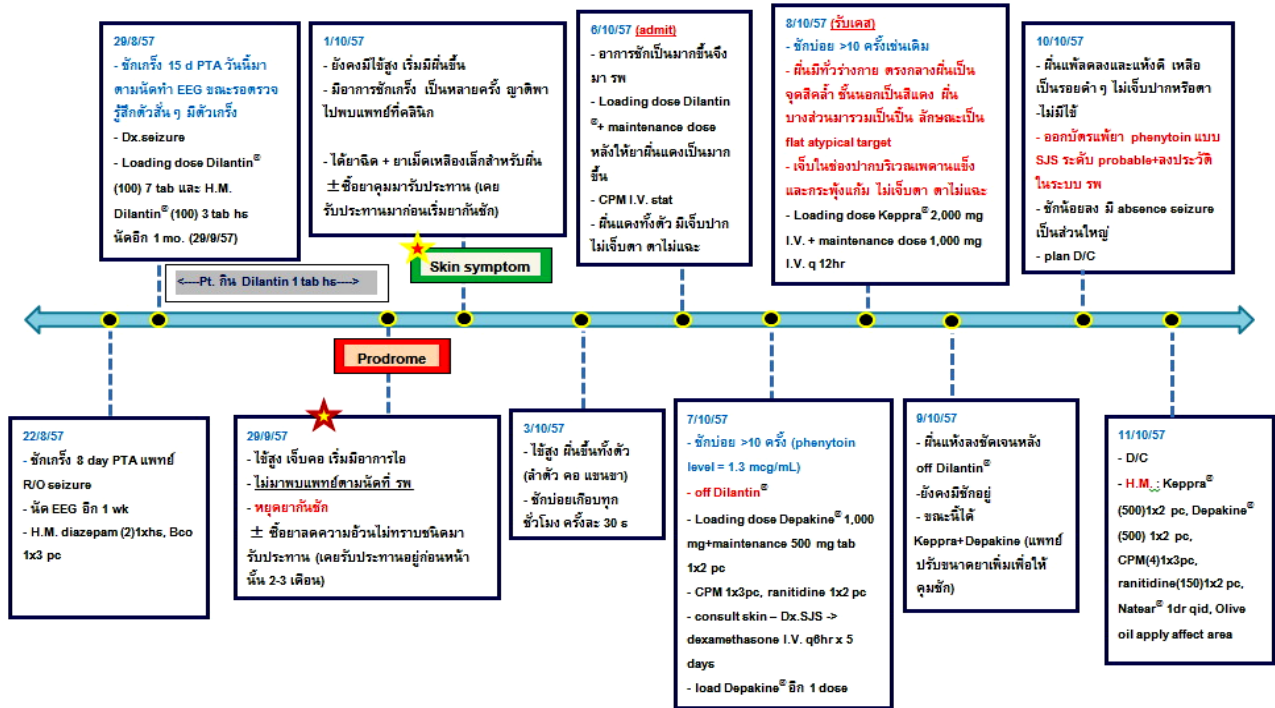 29/8/57
- ชักเกร็ง 15 d PTA วันนี้มา
ตามนัดทำ EEG ขณะรอตรวจ
รู้สึกตัวสั่น ๆ มีตัวเกร็ง
- Dx.seizure
- Loading dose Dilantin®
(100) 7 tab และ H.M.
Dilantin® (100) 3 tab hs
นัดอีก 1 mo. (29/9/57)
1/10/57
- ยังคงมีไข้สูง เริ่มมีผื่นขึ้น
- มีอาการชักเกร็ง เป็นหลายครั้ง ญาติพา
ไปพบแพทย์ที่คลินิก
- ได้ยาฉีด + ยาเม็ดเหลืองเล็กสำหรับผื่น
±ซื้อยาคุมมารับประทาน (เคย
รับประทานมาก่อนเริ่มยากันชัก)
6/10/57 (admit)
- อาการชักเป็นมากขึ้นจึง
มา รพ
- Loading dose Dilantin
®+ maintenance dose
หลังให้ยาผื่นแดงเป็นมาก
ขึ้น
- CPM I.V. stat
- ผื่นแดงทั้งตัว มีเจ็บปาก
ไม่เจ็บตา ตาไม่แฉะ
8/10/57 (รับเคส)
- ชักบ่อย >10 ครั้งเช่นเดิม
- ผื่นมีทั่วร่างกาย ตรงกลางผื่นเป็น
จุดสีคล้ำ ชั้นนอกเป็นสีแดง ผื่น
บางส่วนมารวมเป็นปื้น ลักษณะเป็น
flat atypical target
- เจ็บในช่องปากบริเวณเพดานแข็ง
และกระพุ้งแก้ม ไม่เจ็บตา ตาไม่แฉะ
- Loading dose Keppra® 2,000 mg
I.V. + maintenance dose 1,000 mg
I.V. q 12hr
10/10/57
- ผื่นแพ้ลดลงและแห้งดี เหลือ
เป็นรอยดำ ๆ ไม่เจ็บปากหรือตา
-ไม่มีไข้
- ออกบัตรแพ้ยา phenytoin แบบ
SJS ระดับ probable+ลงประวัติ
ในระบบ รพ
- ชักน้อยลง มี absence seizure
เป็นส่วนใหญ่
- plan D/C
<----Pt. กิน Dilantin 1 tab hs---->
Skin symptom
Prodrome
22/8/57
- ชักเกร็ง 8 day PTA แพทย์
R/O seizure
- นัด EEG อีก 1 wk
- H.M. diazepam (2)1xhs, Bco
1x3 pc
29/9/57
- ไข้สูง เจ็บคอ เริ่มมีอาการไอ
- ไม่มาพบแพทย์ตามนัดที่ รพ
- หยุดยากันชัก
± ซื้อยาลดความอ้วนไม่ทราบชนิดมา
รับประทาน (เคยรับประทานอยู่ก่อนหน้า
นั้น 2-3 เดือน)
3/10/57
- ไข้สูง ผื่นขึ้นทั้งตัว
(ลำตัว คอ แขนขา)
- ชักบ่อยเกือบทุก
ชั่วโมง ครั้งละ 30 s
7/10/57
- ชักบ่อย >10 ครั้ง (phenytoin
level = 1.3 mcg/mL)
- off Dilantin®
- Loading dose Depakine® 1,000
mg+maintenance 500 mg tab
1x2 pc
- CPM 1x3pc, ranitidine 1x2 pc
- consult skin – Dx.SJS ->
dexamethasone I.V. q6hr x 5
days
- load Depakine® อีก 1 dose
9/10/57
- ผื่นแห้งลงชัดเจนหลัง
off Dilantin®
-ยังคงมีชักอยู่
- ขณะนี้ได้
Keppra+Depakine (แพทย์
ปรับขนาดยาเพิ่มเพื่อให้
คุมชัก)
11/10/57
- D/C
- H.M. : Keppra®
(500)1x2 pc, Depakine®
(500) 1x2 pc,
CPM(4)1x3pc,
ranitidine(150)1x2 pc,
Natear® 1dr qid, Olive
oil apply affect area